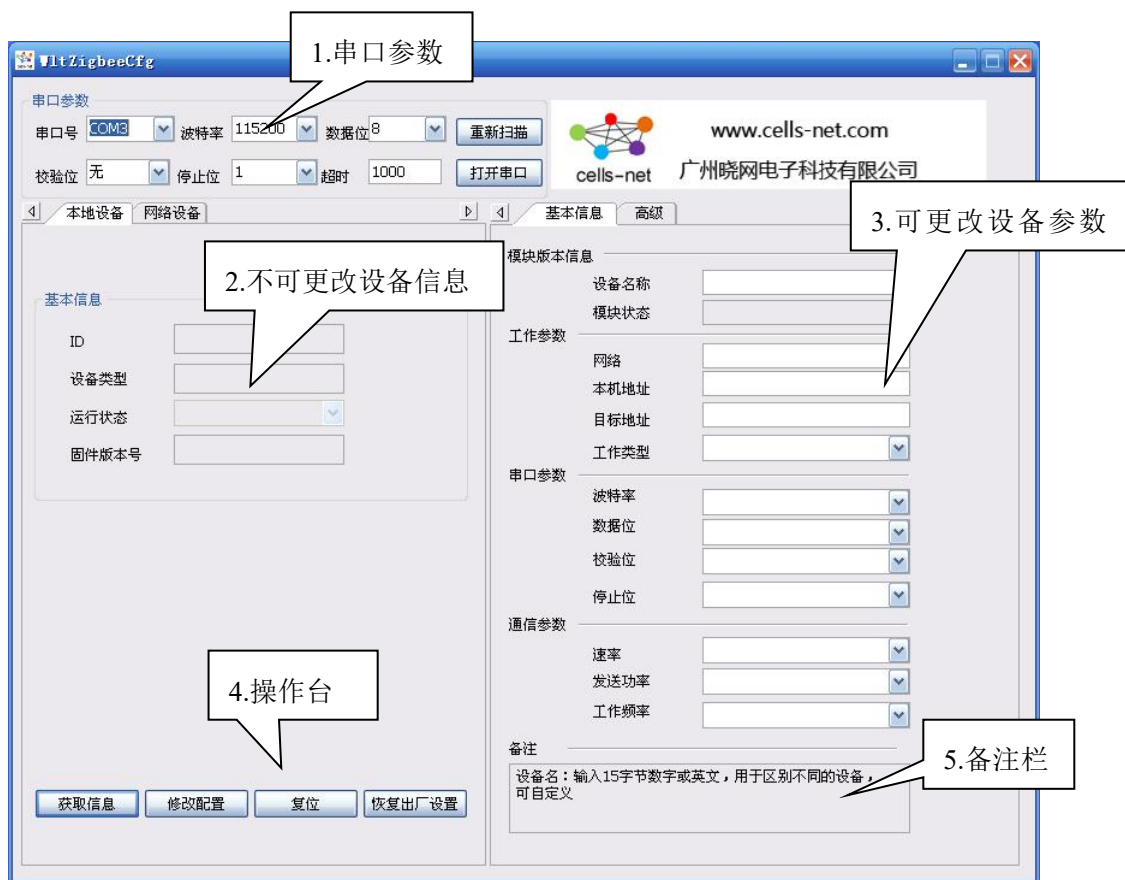 1.串口参数
WltZigbeeCfg
串口参数
串口号 COM3 波特率 115200 数据位 8 重新扫描
校验位 无 停止位 1 超时 1000 打开串口
cells-net
www.cells-net.com
广州晓网电子科技有限公司
本地设备 网络设备
基本信息 高级
2.不可更改设备信息
3.可更改设备参数
基本信息
ID
设备类型
运行状态
固件版本号
模块版本信息
设备名称
模块状态
工作参数
网络
本机地址
目标地址
工作类型
串口参数
波特率
数据位
校验位
停止位
通信参数
速率
发送功率
工作频率
4.操作台
获取信息 修改配置 复位 恢复出厂设置
备注
设备名：输入15字节数字或英文，用于区别不同的设备，
可自定义
5.备注栏